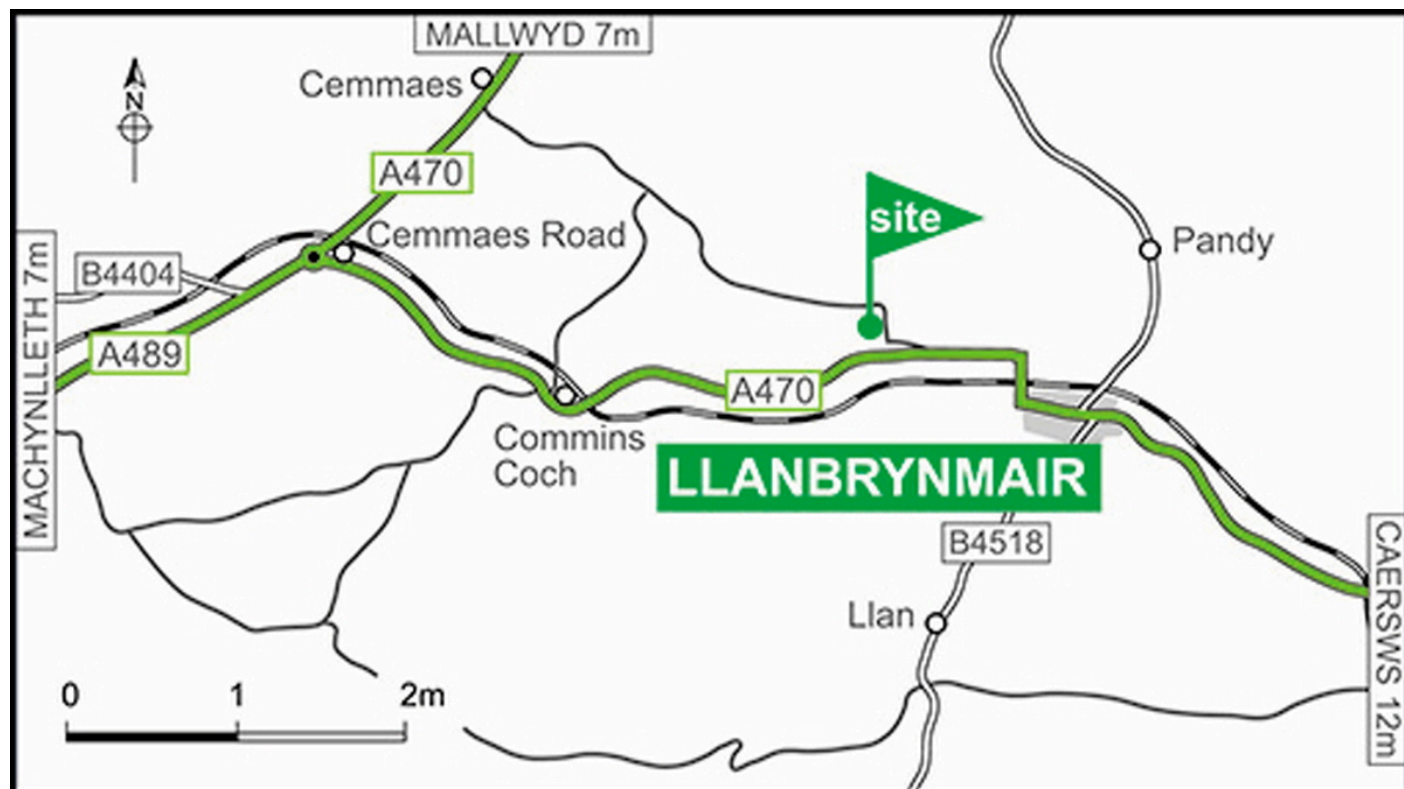 MALLWYD 7m
Cemmaes
N
A470
site
Cemmaes Road
Pandy
B4404
MACHYNLLETH 7m
A489
A470
Commins
Coch
LLANBRYNMAIR
B4518
CAERSWS 12m
Llan
0 1 2m